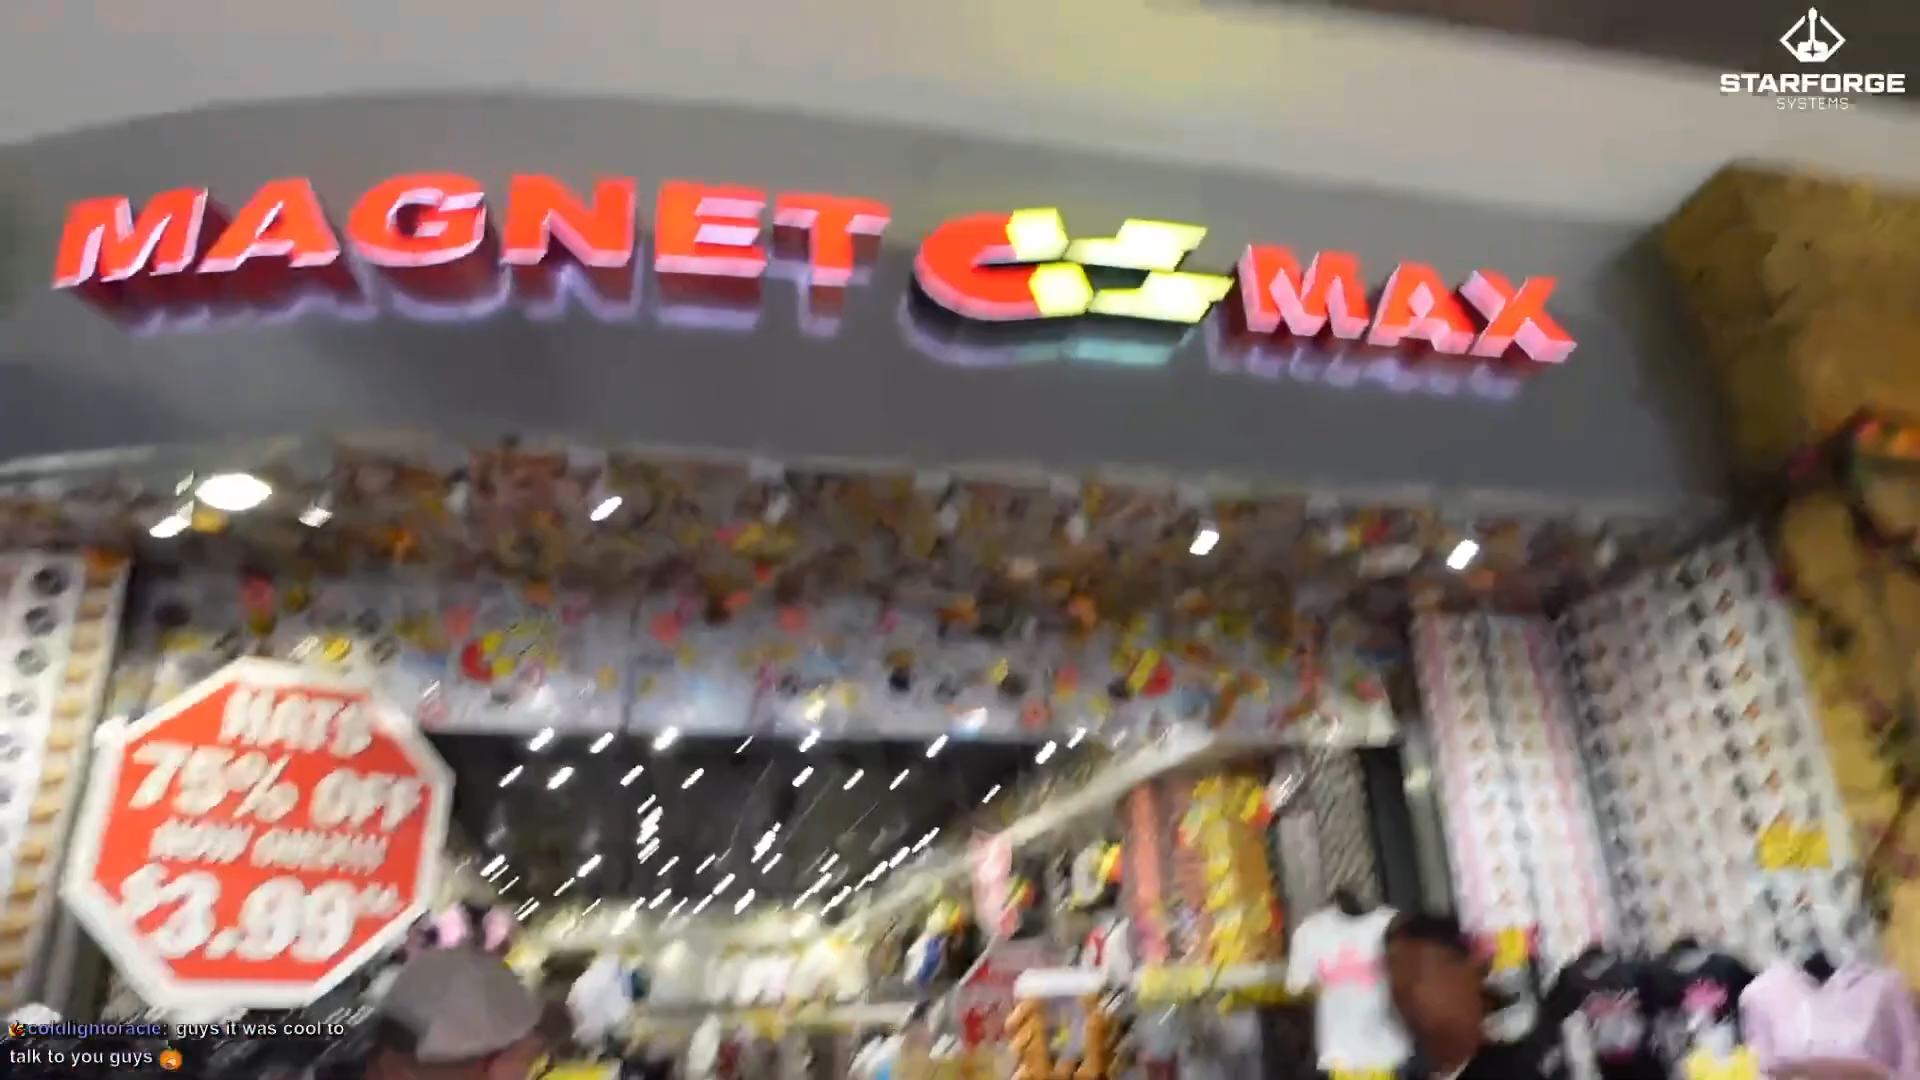 STARFORGE
SYSTEMS
MAGNET MAX
HATS
75% OFF
$3.99
coldlightoracle: guys it was cool to
talk to you guys